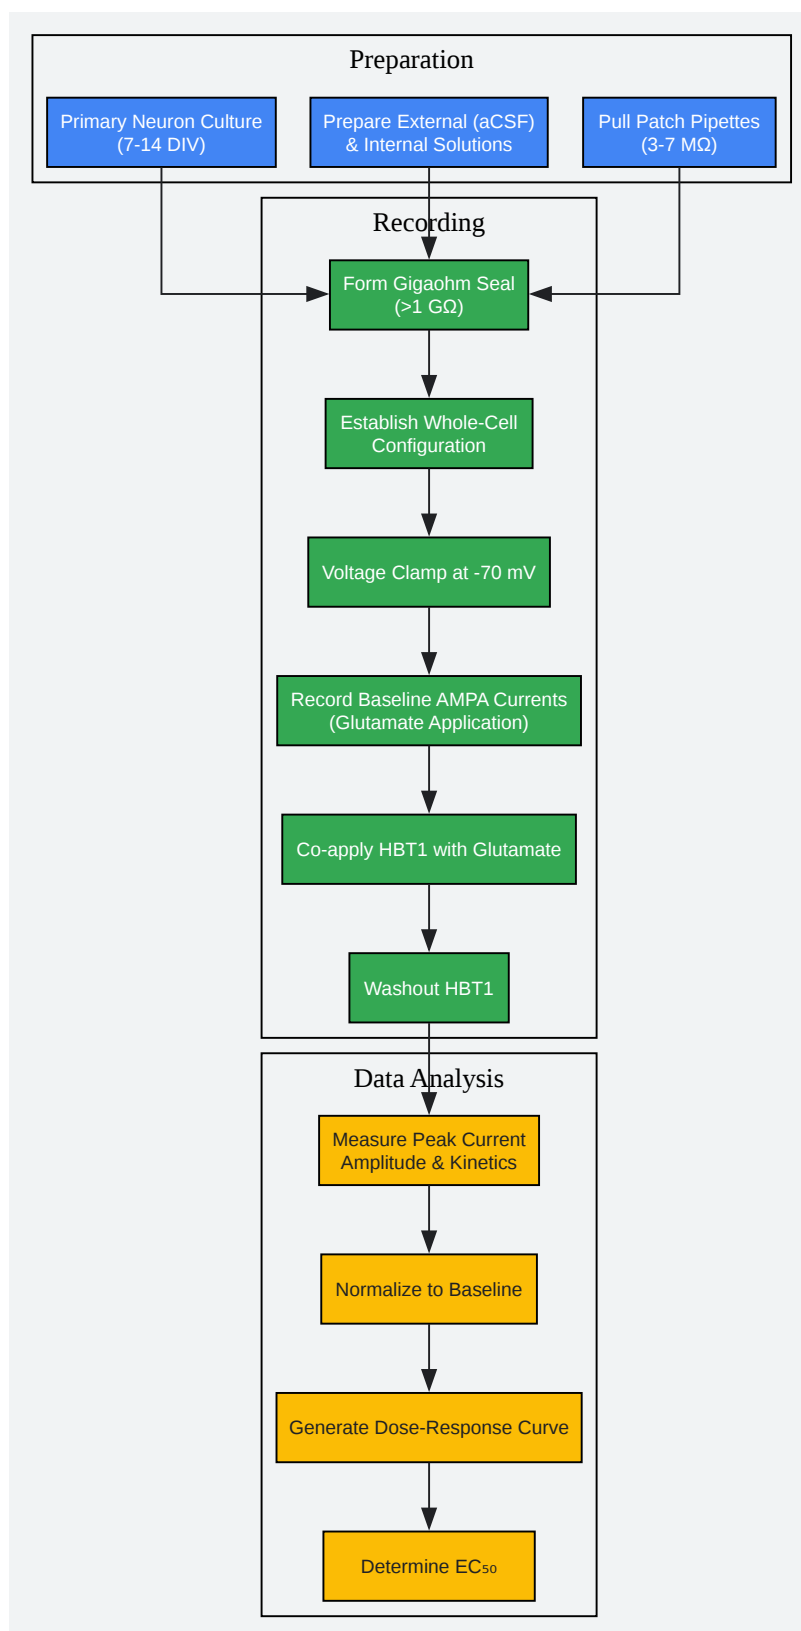 Preparation
Primary Neuron Culture
(7-14 DIV)
Prepare External (aCSF)
& Internal Solutions
Pull Patch Pipettes
(3-7 MΩ)
Recording
Form Gigaohm Seal
(>1 GΩ)
Establish Whole-Cell
Configuration
Voltage Clamp at -70 mV
Record Baseline AMPA Currents
(Glutamate Application)
Co-apply HBT1 with Glutamate
Washout HBT1
Data Analysis
Measure Peak Current
Amplitude & Kinetics
Normalize to Baseline
Generate Dose-Response Curve
Determine EC₅₀